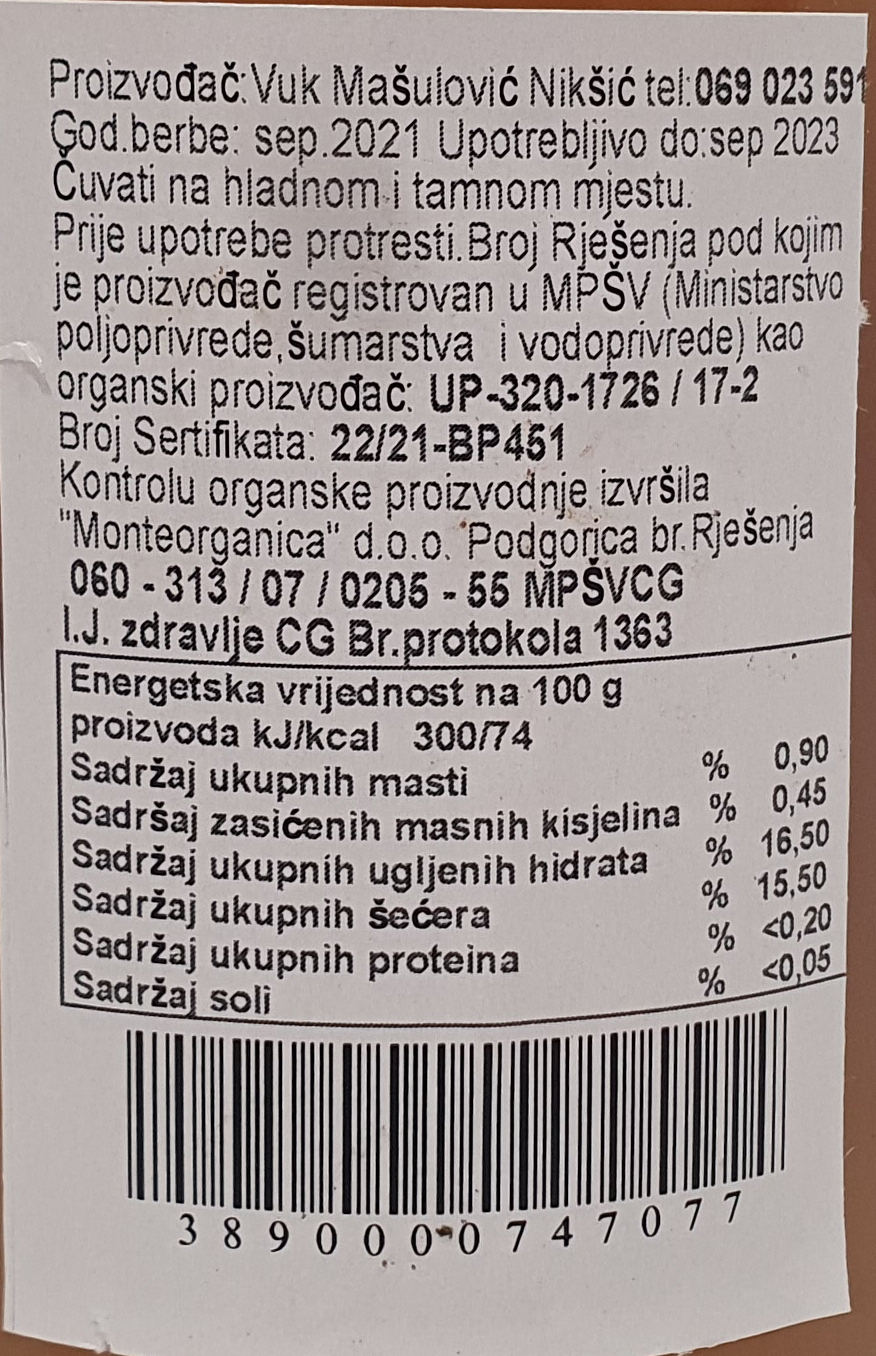 Proizvođač:Vuk Mašulović Nikšić tel:069 023 591
God.berbe: sep.2021 Upotrebljivo do:sep 2023
Čuvati na hladnom i tamnom mjestu.
Prije upotrebe protresti.Broj Rješenja pod kojim
je proizvođač registrovan u MPŠV (Ministarstvo
poljoprivrede,šumarstva i vodoprivrede) kao
organski proizvođač: UP-320-1726 / 17-2
Broj Sertifikata: 22/21-BP451
Kontrolu organske proizvodnje izvršila
"Monteorganica" d.o.o. Podgorica br.Rješenja
060 - 313 / 07 / 0205 - 55 MPŠVCG
I.J. zdravlje CG Br.protokola 1363
Energetska vrijednost na 100 g
proizvoda kJ/kcal 300/74
Sadržaj ukupnih masti % 0,90
Sadršaj zasićenih masnih kisjelina % 0,45
Sadržaj ukupnih ugljenih hidrata % 16,50
Sadržaj ukupnih šećera % 15,50
Sadržaj ukupnih proteina % <0,20
Sadržaj soli % <0,05
3890000747077